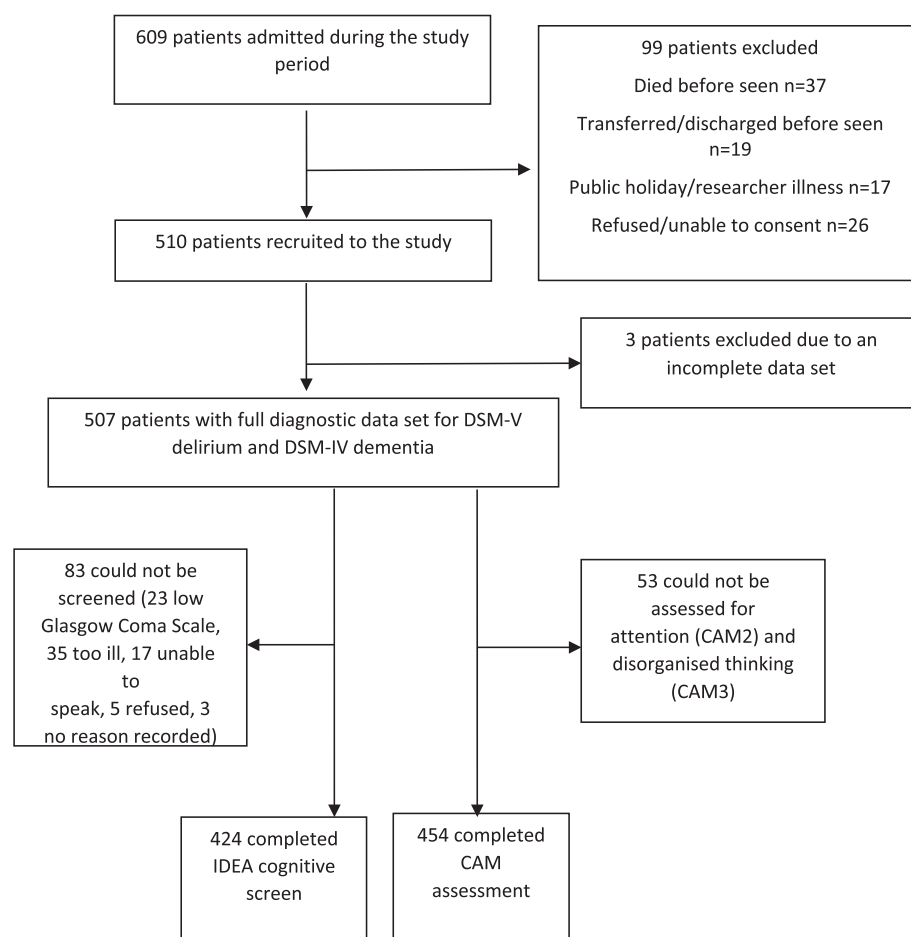 609 patients admitted during the study
period
99 patients excluded
Died before seen n=37
Transferred/discharged before seen
n=19
Public holiday/researcher illness n=17
Refused/unable to consent n=26
510 patients recruited to the study
3 patients excluded due to an
incomplete data set
507 patients with full diagnostic data set for DSM-V
delirium and DSM-IV dementia
83 could not be
screened (23 low
Glasgow Coma Scale,
35 too ill, 17 unable
to
speak, 5 refused, 3
no reason recorded)
53 could not be
assessed for
attention (CAM2) and
disorganised thinking
(CAM3)
424 completed
IDEA cognitive
screen
454 completed
CAM
assessment